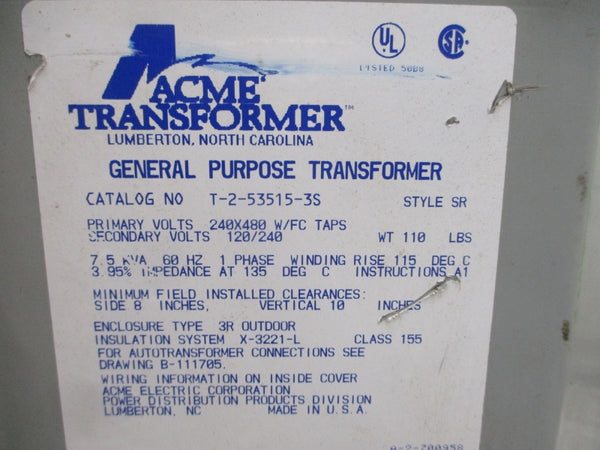 UL
SA
LISTED 50D8
ACME
TRANSFORMER™
LUMBERTON, NORTH CAROLINA
GENERAL PURPOSE TRANSFORMER
CATALOG NO T-2-53515-3S STYLE SR
PRIMARY VOLTS 240X480 W/FC TAPS
SECONDARY VOLTS 120/240 WT 110 LBS
7.5 KVA 60 HZ 1 PHASE WINDING RISE 115 DEG C
3.95% IMPEDANCE AT 135 DEG C INSTRUCTIONS A1
MINIMUM FIELD INSTALLED CLEARANCES:
SIDE 8 INCHES, VERTICAL 10 INCHES
ENCLOSURE TYPE 3R OUTDOOR
INSULATION SYSTEM X-3221-L CLASS 155
FOR AUTOTRANSFORMER CONNECTIONS SEE
DRAWING B-111705.
WIRING INFORMATION ON INSIDE COVER
ACME ELECTRIC CORPORATION
POWER DISTRIBUTION PRODUCTS DIVISION
LUMBERTON, NC MADE IN U.S.A.
A-2-200958